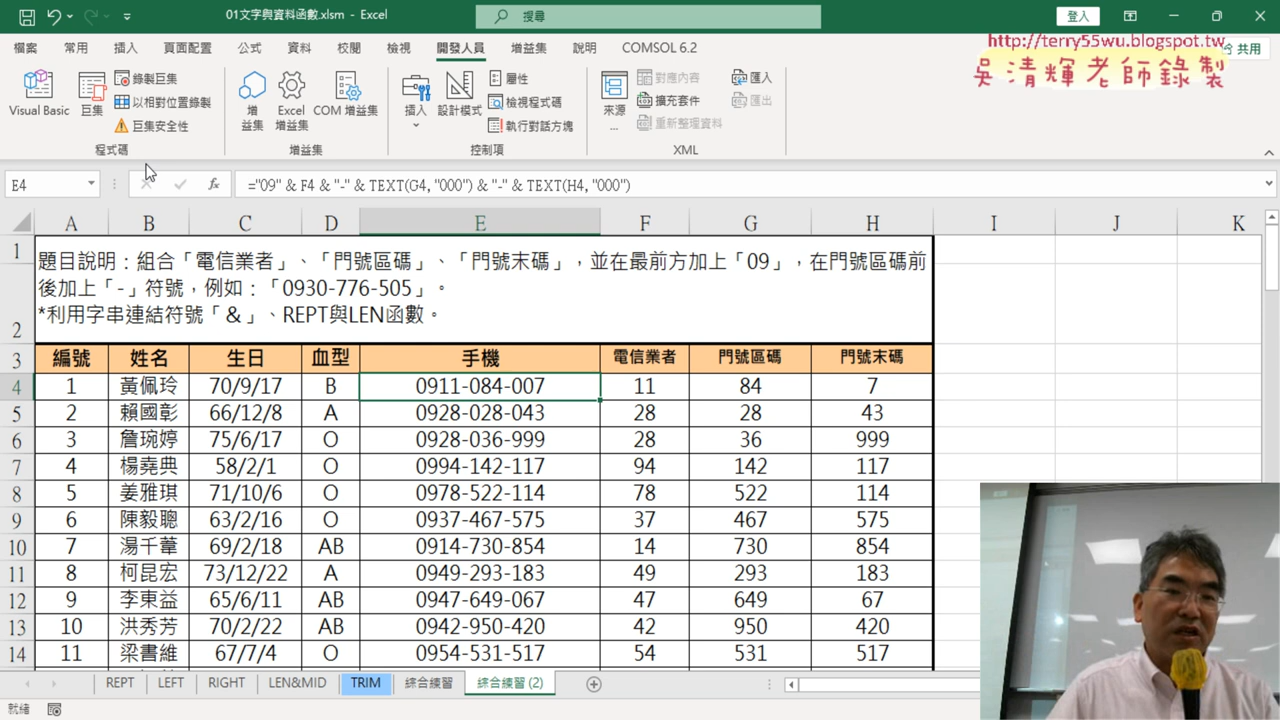 01文字與資料函數.xlsm - Excel
搜尋
登入
檔案 常用 插入 頁面配置 公式 資料 校閱 檢視 開發人員 增益集 說明 COMSOL 6.2
共用
http://terry55wu.blogspot.tw
吳清輝老師錄製
Visual Basic
巨集
錄製巨集
以相對位置錄製
巨集安全性
程式碼
增益集
Excel 增益集
COM 增益集
增益集
插入
設計模式
屬性
檢視程式碼
執行對話方塊
控制項
來源
...
對應內容
擴充套件
重新整理資料
匯入
匯出
XML
E4
fx
="09" & F4 & "-" & TEXT(G4, "000") & "-" & TEXT(H4, "000")
A B C D E F G H I J K
1
題目說明：組合「電信業者」、「門號區碼」、「門號末碼」，並在最前方加上「09」，在門號區碼前
後加上「-」符號，例如：「0930-776-505」。
2 *利用字串連結符號「&」、REPT與LEN函數。
3 編號 姓名 生日 血型 手機 電信業者 門號區碼 門號末碼
4 1 黃佩玲 70/9/17 B 0911-084-007 11 84 7
5 2 賴國彰 66/12/8 A 0928-028-043 28 28 43
6 3 詹琬婷 75/6/17 O 0928-036-999 28 36 999
7 4 楊堯典 58/2/1 O 0994-142-117 94 142 117
8 5 姜雅琪 71/10/6 O 0978-522-114 78 522 114
9 6 陳毅聰 63/2/16 O 0937-467-575 37 467 575
10 7 湯千葦 69/2/18 AB 0914-730-854 14 730 854
11 8 柯昆宏 73/12/22 A 0949-293-183 49 293 183
12 9 李東益 65/6/11 AB 0947-649-067 47 649 67
13 10 洪秀芳 70/2/22 AB 0942-950-420 42 950 420
14 11 梁書維 67/7/4 O 0954-531-517 54 531 517
REPT LEFT RIGHT LEN&MID TRIM 綜合練習 綜合練習 (2)
就緒